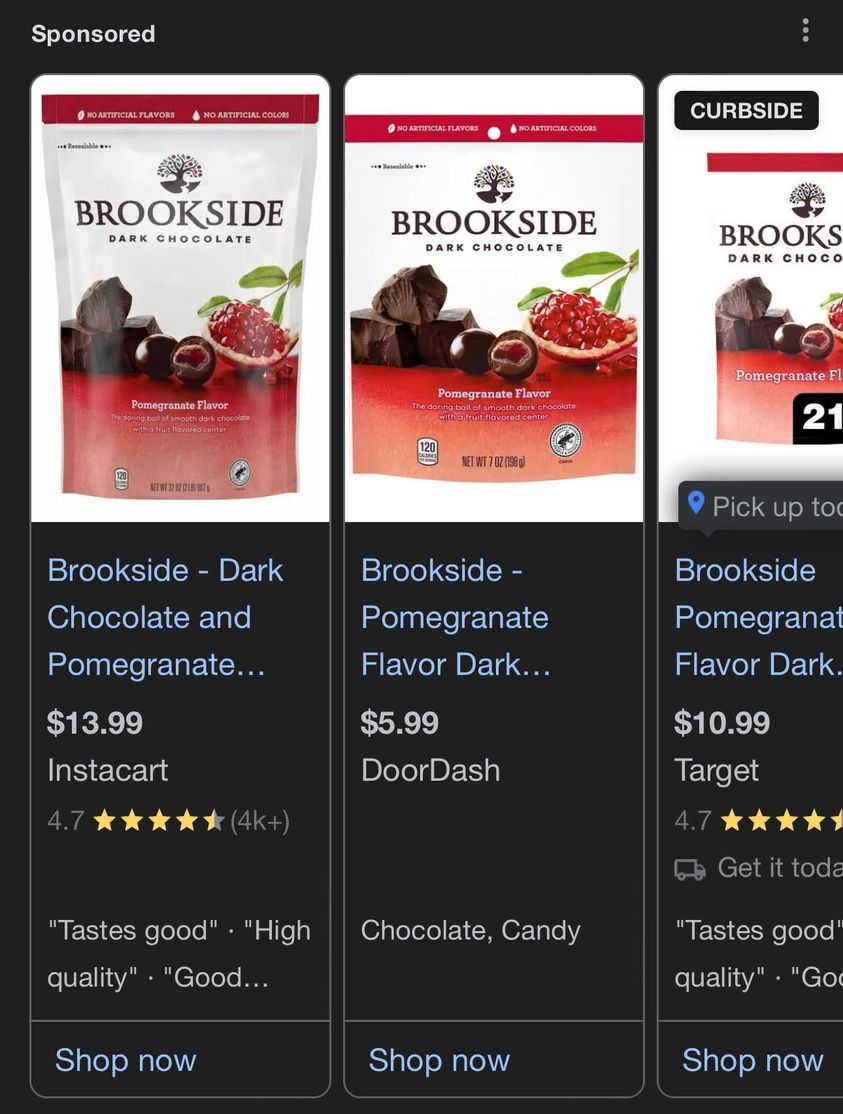 Sponsored
NO ARTIFICIAL FLAVORS NO ARTIFICIAL COLORS
Resealable
BROOKSIDE
DARK CHOCOLATE
Pomegranate Flavor
The daring ball of smooth dark chocolate
with a fruit flavored center
120
CALORIES
NET WT 32 OZ (2 LB) 907 g
Brookside - Dark
Chocolate and
Pomegranate…
$13.99
Instacart
4.7 (4k+)
"Tastes good" · "High
quality" · "Good…
Shop now
NO ARTIFICIAL FLAVORS NO ARTIFICIAL COLORS
Resealable
BROOKSIDE
DARK CHOCOLATE
Pomegranate Flavor
The daring ball of smooth dark chocolate
with a fruit flavored center
120
CALORIES
NET WT 7 OZ (198 g)
Cocoa
Brookside -
Pomegranate
Flavor Dark…
$5.99
DoorDash
Chocolate, Candy
Shop now
CURBSIDE
BROOKS
DARK CHOCO
Pomegranate Fl
21
Pick up too
Brookside
Pomegranat
Flavor Dark…
$10.99
Target
4.7
Get it toda
"Tastes good"
quality" · "Goo
Shop now